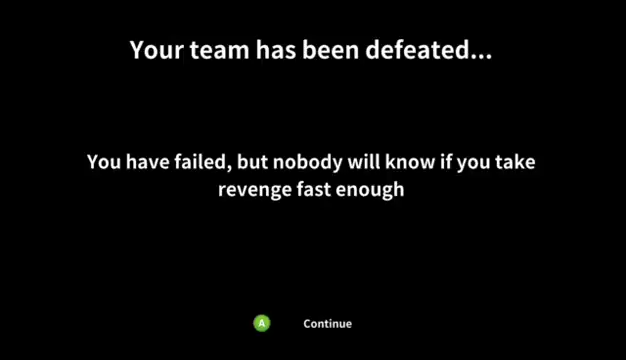 Your team has been defeated...
You have failed, but nobody will know if you take
revenge fast enough
A Continue